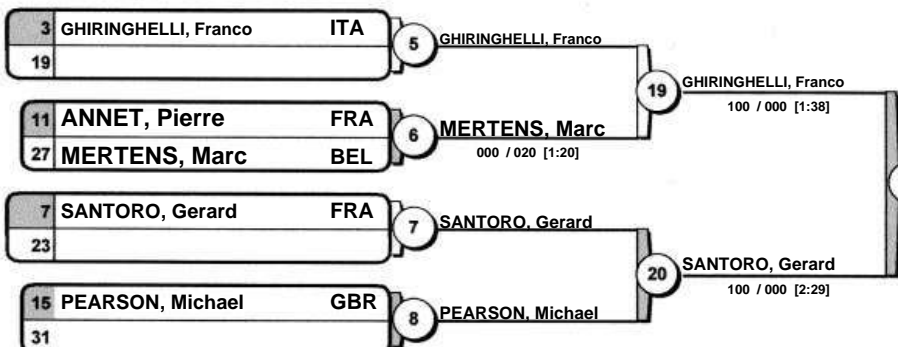 3 GHIRINGHELLI, Franco ITA
19
5 GHIRINGHELLI, Franco
11 ANNET, Pierre FRA
27 MERTENS, Marc BEL
6 MERTENS, Marc
000 / 020 [1:20]
19 GHIRINGHELLI, Franco
100 / 000 [1:38]
7 SANTORO, Gerard FRA
23
7 SANTORO, Gerard
15 PEARSON, Michael GBR
31
8 PEARSON, Michael
20 SANTORO, Gerard
100 / 000 [2:29]